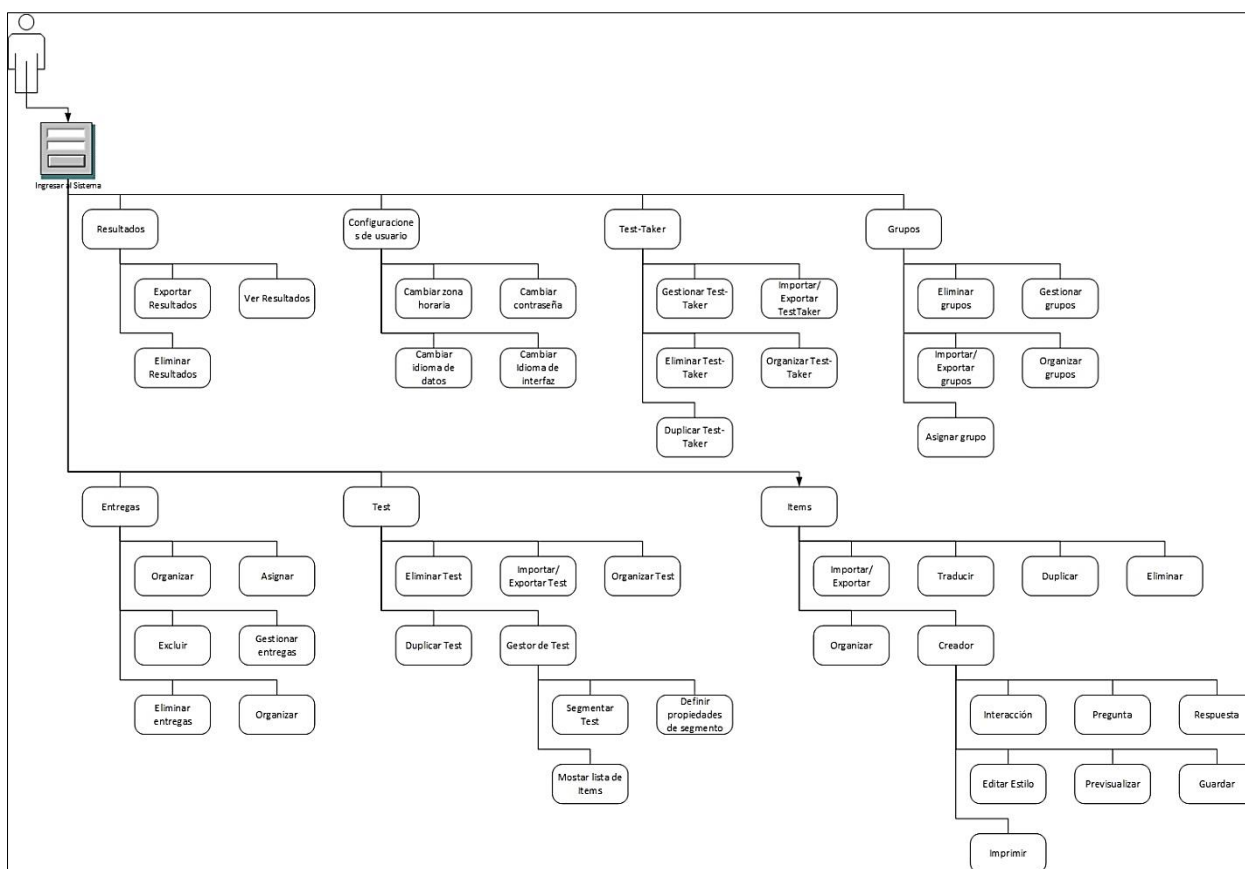 Ingresar al Sistema
Resultados
Configuracione
s de usuario
Test-Taker
Grupos
Exportar
Resultados
Ver Resultados
Cambiar zona
horaria
Cambiar
contraseña
Gestionar Test-
Taker
Importar/
Exportar
TestTaker
Eliminar
grupos
Gestionar
grupos
Eliminar
Resultados
Cambiar
idioma de
datos
Cambiar
Idioma de
interfaz
Eliminar Test-
Taker
Organizar Test-
Taker
Importar/
Exportar
grupos
Organizar
grupos
Duplicar Test-
Taker
Asignar grupo
Entregas
Test
Items
Organizar
Asignar
Eliminar Test
Importar/
Exportar Test
Organizar Test
Importar/
Exportar
Traducir
Duplicar
Eliminar
Excluir
Gestionar
entregas
Duplicar Test
Gestor de Test
Organizar
Creador
Eliminar
entregas
Organizar
Segmentar
Test
Definir
propiedades
de segmento
Interacción
Pregunta
Respuesta
Mostar lista de
Items
Editar Estilo
Previsualizar
Guardar
Imprimir